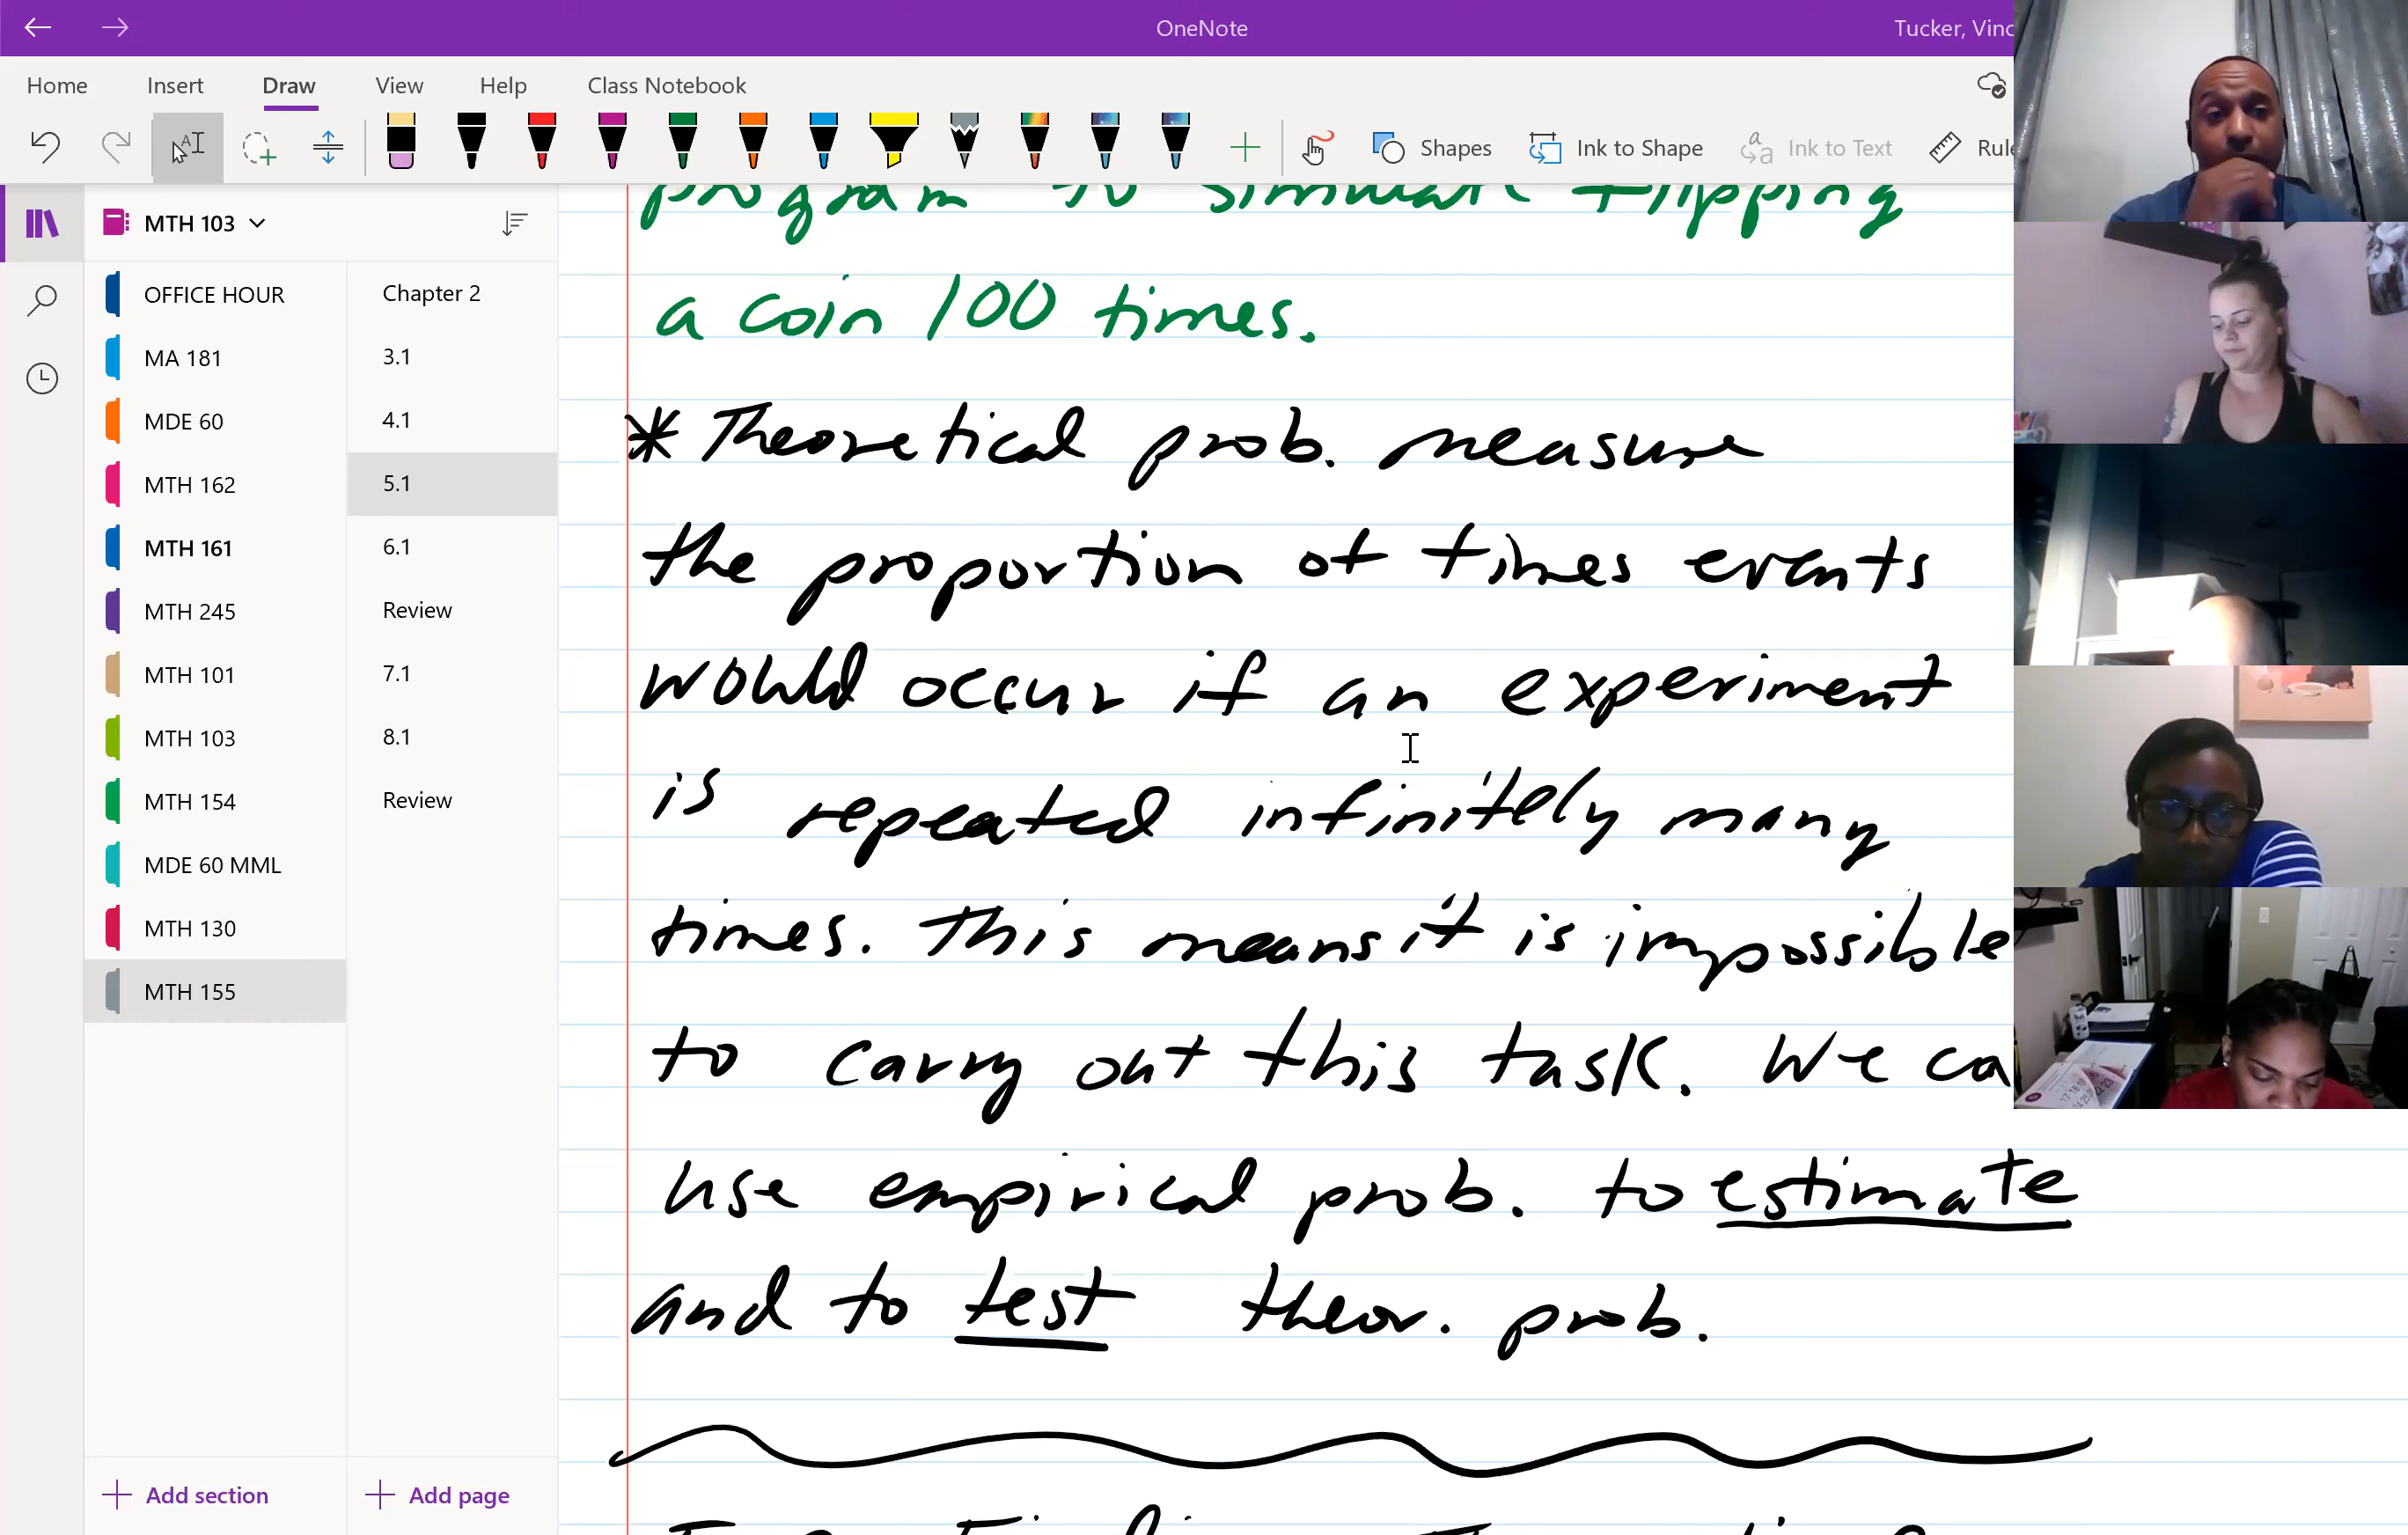 OneNote
Tucker, Vinc
Home Insert Draw View Help Class Notebook
Shapes Ink to Shape Ink to Text Rule
MTH 103
OFFICE HOUR
MA 181
MDE 60
MTH 162
MTH 161
MTH 245
MTH 101
MTH 103
MTH 154
MDE 60 MML
MTH 130
MTH 155
Add section
Chapter 2
3.1
4.1
5.1
6.1
Review
7.1
8.1
Review
Add page
program to simulate flipping
a coin 100 times.
* Theoretical prob. measure
the proportion of times events
would occur if an experiment
is repeated infinitely many
times. This means it is impossible
to carry out this task. We ca
use empirical prob. to estimate
and to test theor. prob.